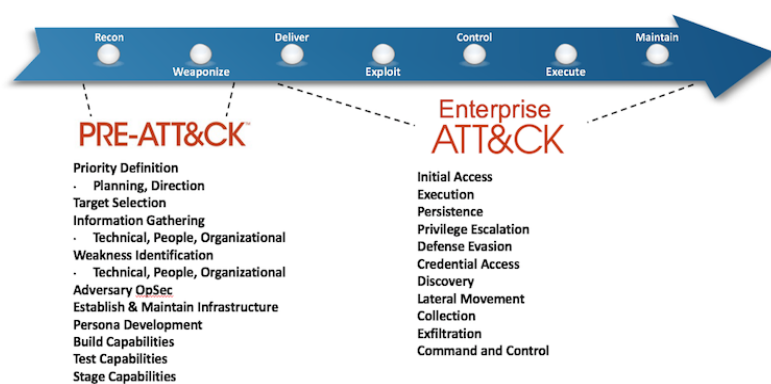 Recon
Weaponize
Deliver
Exploit
Control
Execute
Maintain
PRE-ATT&CK™
Priority Definition
· Planning, Direction
Target Selection
Information Gathering
· Technical, People, Organizational
Weakness Identification
· Technical, People, Organizational
Adversary OpSec
Establish & Maintain Infrastructure
Persona Development
Build Capabilities
Test Capabilities
Stage Capabilities
Enterprise
ATT&CK
Initial Access
Execution
Persistence
Privilege Escalation
Defense Evasion
Credential Access
Discovery
Lateral Movement
Collection
Exfiltration
Command and Control